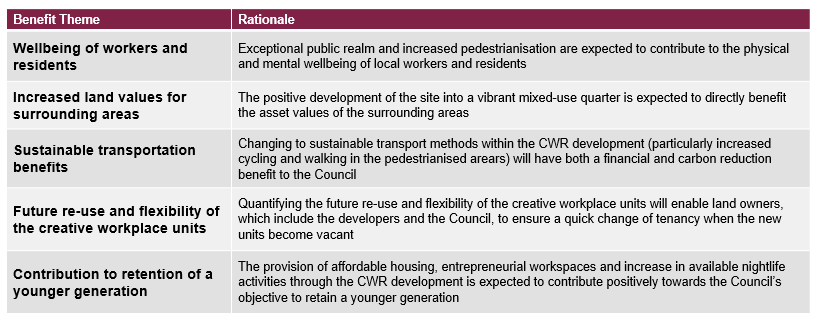 Benefit Theme
Rationale
Wellbeing of workers and
residents
Exceptional public realm and increased pedestrianisation are expected to contribute to the physical
and mental wellbeing of local workers and residents
Increased land values for
surrounding areas
The positive development of the site into a vibrant mixed-use quarter is expected to directly benefit
the asset values of the surrounding areas
Sustainable transportation
benefits
Changing to sustainable transport methods within the CWR development (particularly increased
cycling and walking in the pedestrianised arears) will have both a financial and carbon reduction
benefit to the Council
Future re-use and flexibility of
the creative workplace units
Quantifying the future re-use and flexibility of the creative workplace units will enable land owners,
which include the developers and the Council, to ensure a quick change of tenancy when the new
units become vacant
Contribution to retention of a
younger generation
The provision of affordable housing, entrepreneurial workspaces and increase in available nightlife
activities through the CWR development is expected to contribute positively towards the Council's
objective to retain a younger generation